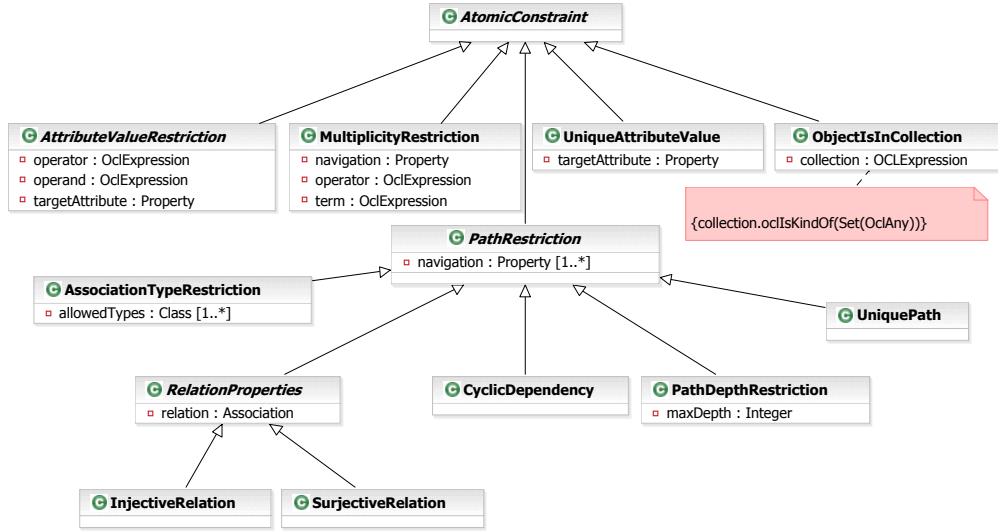 AtomicConstraint
AttributeValueRestriction
operator : OclExpression
operand : OclExpression
targetAttribute : Property
MultiplicityRestriction
navigation : Property
operator : OclExpression
term : OclExpression
UniqueAttributeValue
targetAttribute : Property
ObjectIsInCollection
collection : OCLExpression
{collection.oclIsKindOf(Set(OclAny))}
PathRestriction
navigation : Property [1..*]
AssociationTypeRestriction
allowedTypes : Class [1..*]
UniquePath
RelationProperties
relation : Association
CyclicDependency
PathDepthRestriction
maxDepth : Integer
InjectiveRelation
SurjectiveRelation